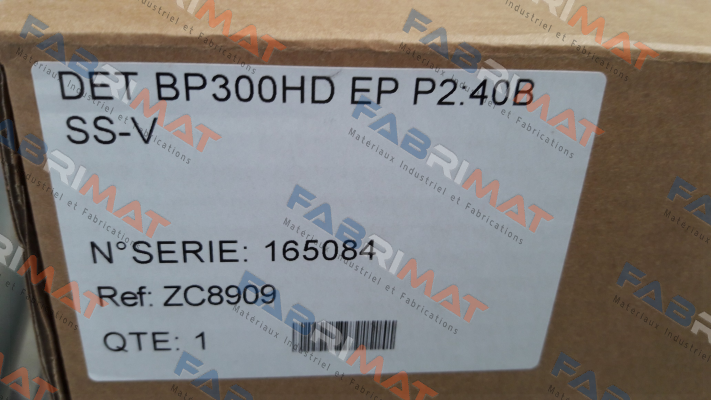 DET BP300HD EP P2.40B
SS-V
N°SERIE: 165084
Ref: ZC8909
QTE: 1
FABRIMAT
Matériaux Industriel et Fabrications